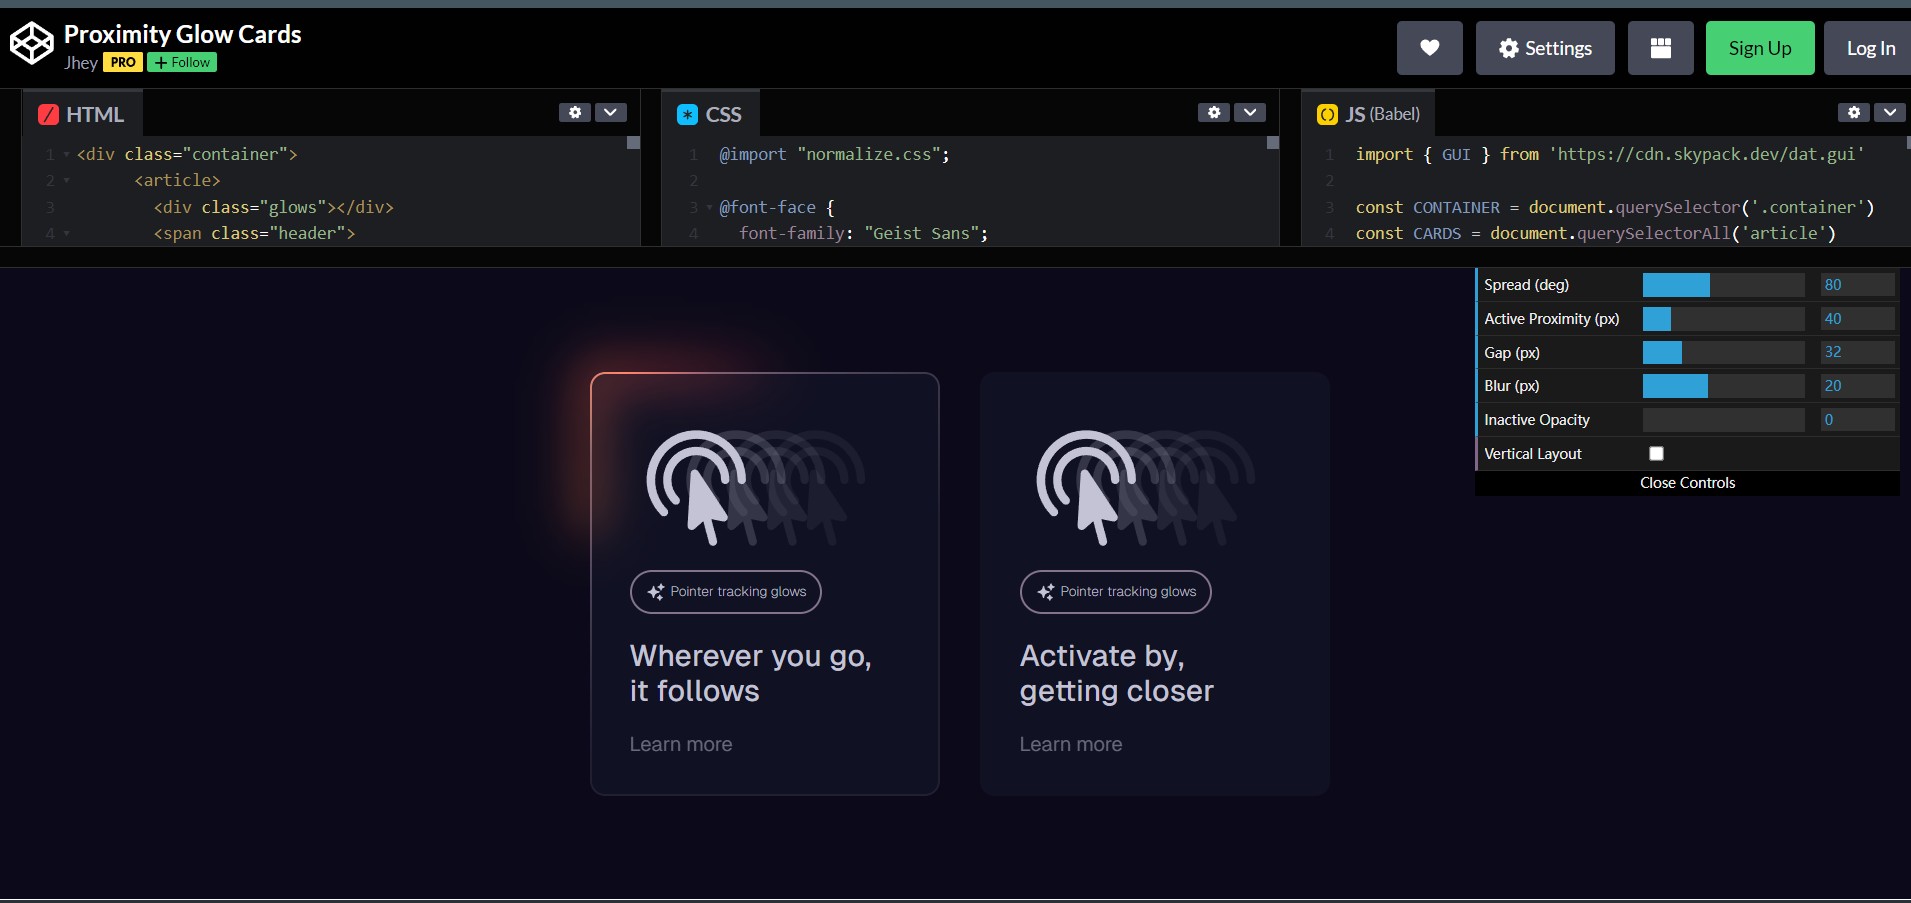 Proximity Glow Cards
Jhey PRO + Follow
Settings
Sign Up
Log In
HTML
1 <div class="container">
2 <article>
3 <div class="glows"></div>
4 <span class="header">
CSS
1 @import "normalize.css";
2
3 @font-face {
4 font-family: "Geist Sans";
JS (Babel)
1 import { GUI } from 'https://cdn.skypack.dev/dat.gui'
2
3 const CONTAINER = document.querySelector('.container')
4 const CARDS = document.querySelectorAll('article')
Spread (deg) 80
Active Proximity (px) 40
Gap (px) 32
Blur (px) 20
Inactive Opacity 0
Vertical Layout
Close Controls
Pointer tracking glows
Wherever you go,
it follows
Learn more
Pointer tracking glows
Activate by,
getting closer
Learn more